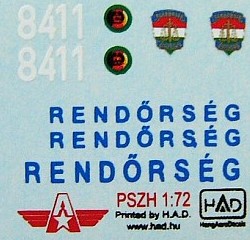 8411
8411
RENDŐRSÉG
RENDŐRSÉG
RENDŐRSÉG
PSZH 1:72
Printed by H.A.D.
www.had.hu
HAD